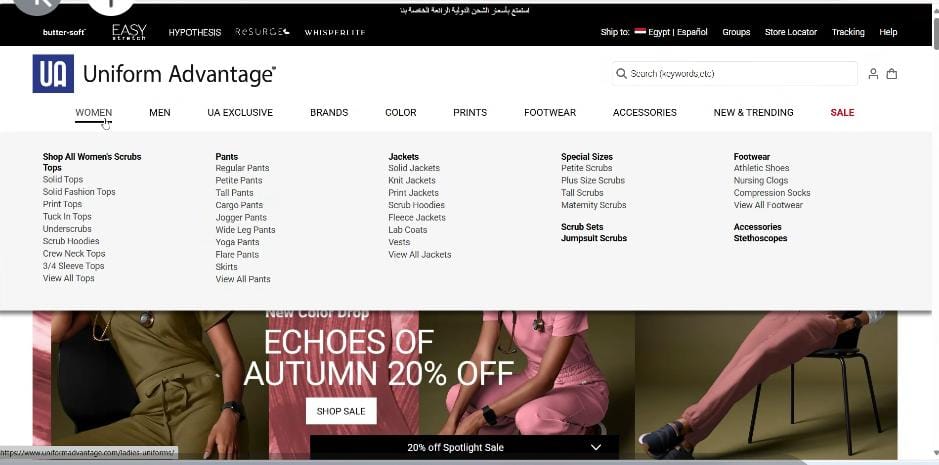 استمتع بأسعار الشحن الدولية الرائعة الخاصة بنا
butter-soft
EASY stretch
HYPOTHESIS
RESURGE
WHISPERLITE
Ship to: Egypt | Español
Groups
Store Locator
Tracking
Help
UA Uniform Advantage
Search (keywords,etc)
WOMEN
MEN
UA EXCLUSIVE
BRANDS
COLOR
PRINTS
FOOTWEAR
ACCESSORIES
NEW & TRENDING
SALE
Shop All Women's Scrubs
Tops
Solid Tops
Solid Fashion Tops
Print Tops
Tuck In Tops
Underscrubs
Scrub Hoodies
Crew Neck Tops
3/4 Sleeve Tops
View All Tops
Pants
Regular Pants
Petite Pants
Tall Pants
Cargo Pants
Jogger Pants
Wide Leg Pants
Yoga Pants
Flare Pants
Skirts
View All Pants
Jackets
Solid Jackets
Knit Jackets
Print Jackets
Scrub Hoodies
Fleece Jackets
Lab Coats
Vests
View All Jackets
Special Sizes
Petite Scrubs
Plus Size Scrubs
Tall Scrubs
Maternity Scrubs
Scrub Sets
Jumpsuit Scrubs
Footwear
Athletic Shoes
Nursing Clogs
Compression Socks
View All Footwear
Accessories
Stethoscopes
New Color Drop
ECHOES OF
AUTUMN 20% OFF
SHOP SALE
20% off Spotlight Sale
https://www.uniformadvantage.com/ladies-uniforms/